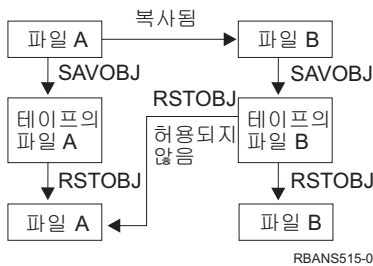 복사됨
파일 A
파일 B
SAVOBJ
SAVOBJ
RSTOBJ
테이프의
파일 A
허용되지
않음
테이프의
파일 B
RSTOBJ
RSTOBJ
파일 A
파일 B
RBANS515-0